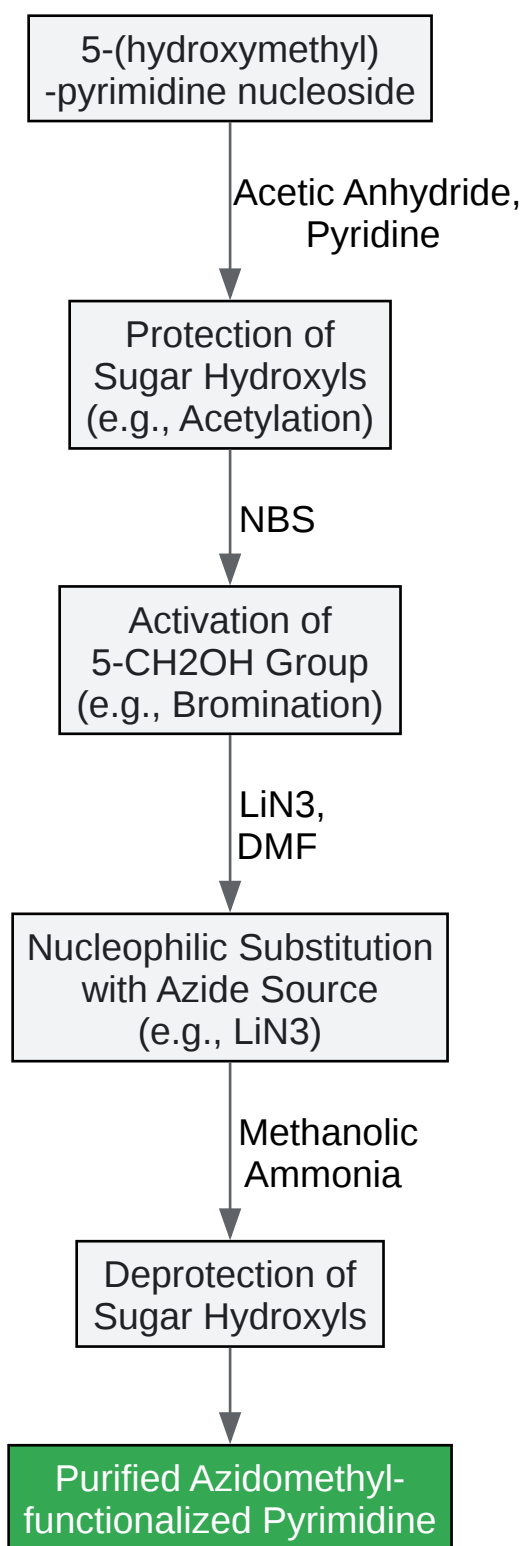 5-(hydroxymethyl)
-pyrimidine nucleoside
Acetic Anhydride,
Pyridine
Protection of
Sugar Hydroxyls
(e.g., Acetylation)
NBS
Activation of
5-CH2OH Group
(e.g., Bromination)
LiN3,
DMF
Nucleophilic Substitution
with Azide Source
(e.g., LiN3)
Methanolic
Ammonia
Deprotection of
Sugar Hydroxyls
Purified Azidomethyl-
functionalized Pyrimidine